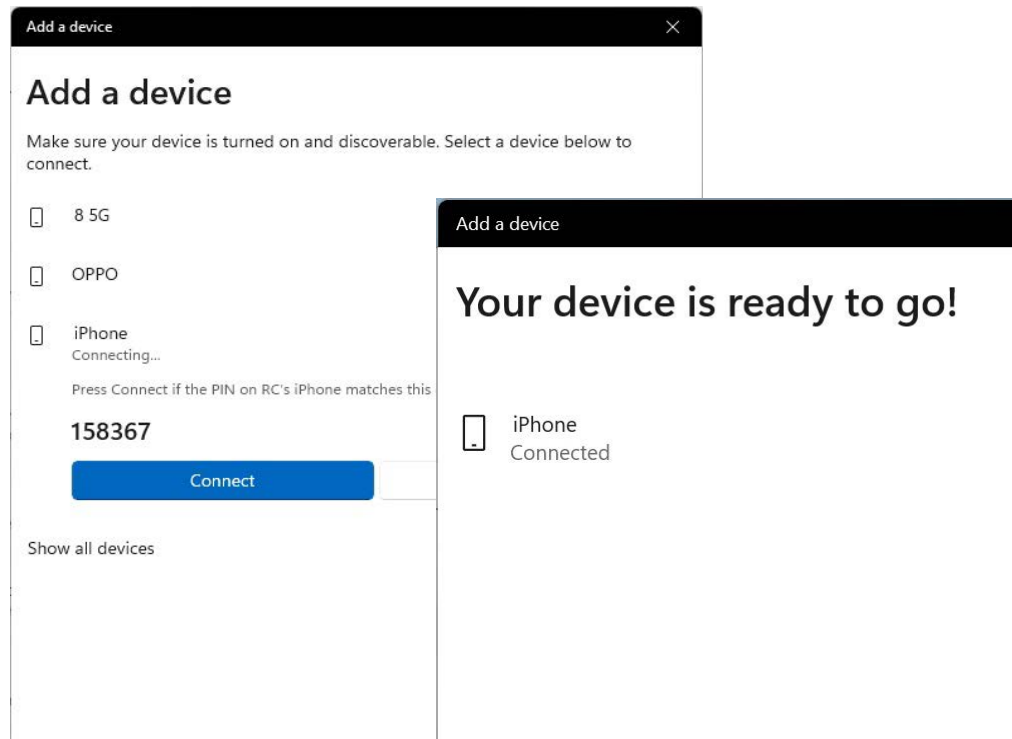 Add a device
Add a device
Make sure your device is turned on and discoverable. Select a device below to
connect.
8 5G
OPPO
iPhone
Connecting...
Press Connect if the PIN on RC's iPhone matches this
158367
Connect
Show all devices
Add a device
Your device is ready to go!
iPhone
Connected